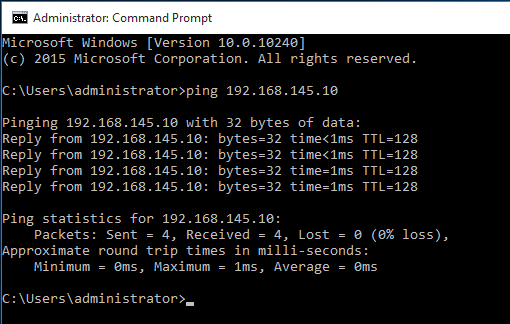 Administrator: Command Prompt
Microsoft Windows [Version 10.0.10240]
(c) 2015 Microsoft Corporation. All rights reserved.
C:\Users\administrator>ping 192.168.145.10
Pinging 192.168.145.10 with 32 bytes of data:
Reply from 192.168.145.10: bytes=32 time<1ms TTL=128
Reply from 192.168.145.10: bytes=32 time<1ms TTL=128
Reply from 192.168.145.10: bytes=32 time=1ms TTL=128
Reply from 192.168.145.10: bytes=32 time=1ms TTL=128
Ping statistics for 192.168.145.10:
    Packets: Sent = 4, Received = 4, Lost = 0 (0% loss),
Approximate round trip times in milli-seconds:
    Minimum = 0ms, Maximum = 1ms, Average = 0ms
C:\Users\administrator>